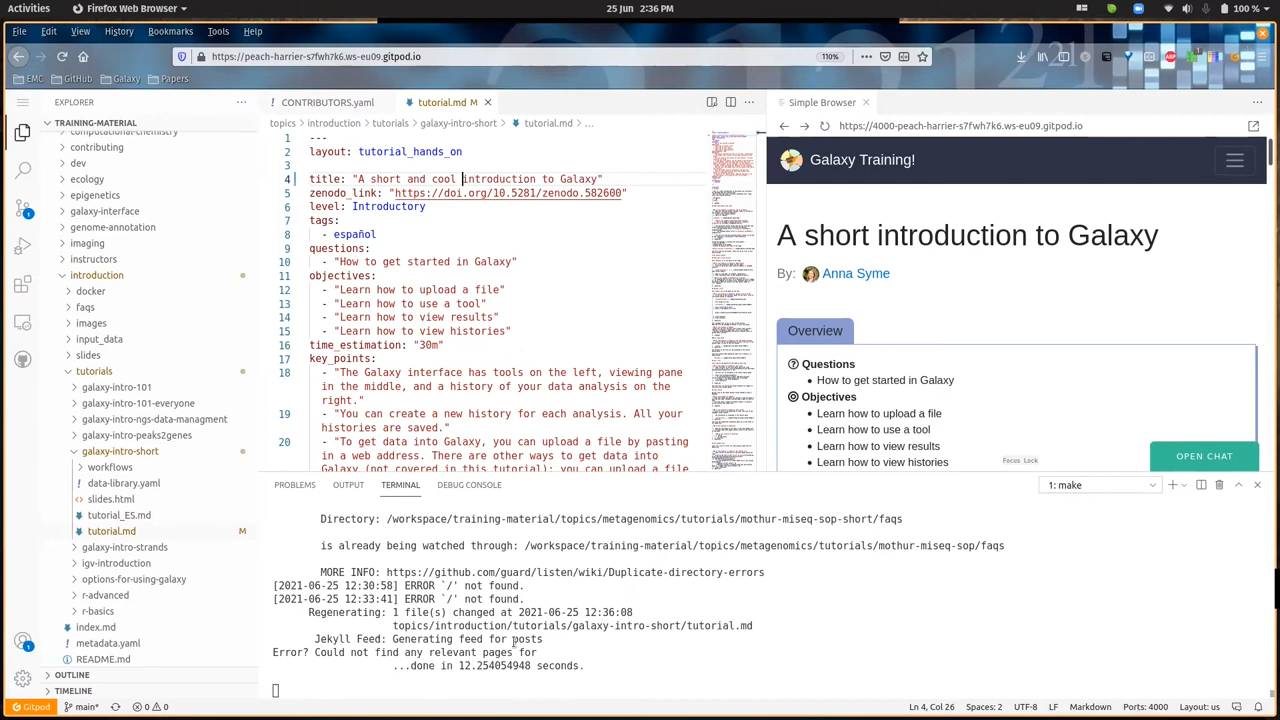 Activities
Firefox Web Browser
25 Jun 2:36 PM
100 %
File Edit View History Bookmarks Tools Help
https://peach-harrier-s7fwh7k6.ws-eu09.gitpod.io
110%
EMC GitHub Galaxy Papers
EXPLORER
TRAINING-MATERIAL
computational-chemistry
contributing
dev
ecology
galaxy-interface
genome-annotation
imaging
introduction
docker
faqs
images
input_data
slides
tutorials
galaxy-intro-101
galaxy-intro-101-everyone
galaxy-intro-ngs-data-managment
galaxy-intro-peaks2genes
galaxy-intro-short
workflows
data-library.yaml
slides.html
tutorial_ES.md
tutorial.md M
galaxy-intro-strands
igv-introduction
options-for-using-galaxy
r-advanced
r-basics
index.md
metadata.yaml
README.md
OUTLINE
TIMELINE
CONTRIBUTORS.yaml
tutorial.md M
topics > introduction > tutorials > galaxy-intro-short > tutorial.md > ...
1 ---
2 layout: tutorial_hands_on
3
4 title: "A short and cool introduction to Galaxy"
5 zenodo_link: "https://doi.org/10.5281/zenodo.582600"
6 level: Introductory
7 tags:
8 - español
9 questions:
10 - "How to get started in Galaxy"
11 objectives:
12 - "Learn how to upload a file"
13 - "Learn how to use a tool"
14 - "Learn how to view results"
15 - "Learn how to view histories"
16 time_estimation: "30m"
17 key_points:
18 - "The Galaxy interface has tools on the left, viewing pane
in the middle, and a history of your data analysis on the
right."
19 - "You can create a new history for each analysis. All your
histories are saved."
20 - "To get data into Galaxy you can upload a file by pasting
in a web address. There are other ways to get data into
Galaxy (not covered in this tutorial): you can upload a file
Simple Browser
https://4000-peach-harrier-s7fwh7k6.ws-eu09.gitpod.io
Galaxy Training!
A short introduction to Galaxy
By: Anna Syme
Overview
Questions
How to get started in Galaxy
Objectives
Learn how to upload a file
Learn how to use a tool
Learn how to view results
Learn how to view histories
Focus Lock
OPEN CHAT
PROBLEMS OUTPUT TERMINAL DEBUG CONSOLE
1: make
Directory: /workspace/training-material/topics/metagenomics/tutorials/mothur-miseq-sop-short/faqs
is already being watched through: /workspace/training-material/topics/metagenomics/tutorials/mothur-miseq-sop/faqs
MORE INFO: https://github.com/guard/listen/wiki/Duplicate-directory-errors
[2021-06-25 12:30:58] ERROR `/' not found.
[2021-06-25 12:33:41] ERROR `/' not found.
Regenerating: 1 file(s) changed at 2021-06-25 12:36:08
topics/introduction/tutorials/galaxy-intro-short/tutorial.md
Jekyll Feed: Generating feed for posts
Error? Could not find any relevant pages for
...done in 12.254054948 seconds.
Gitpod
main*
0 0
Ln 4, Col 26 Spaces: 2 UTF-8 LF Markdown Ports: 4000 Layout: us